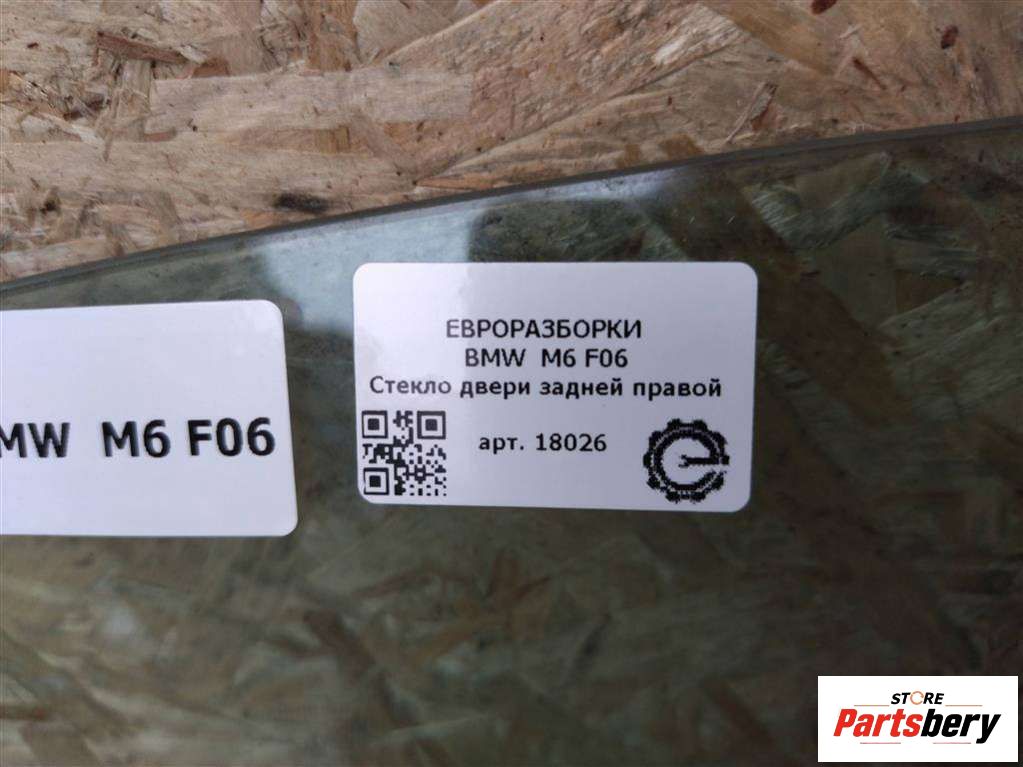 MW M6 F06
ЕВРОРАЗБОРКИ
BMW M6 F06
Стекло двери задней правой
арт. 18026
STORE
Partsbery